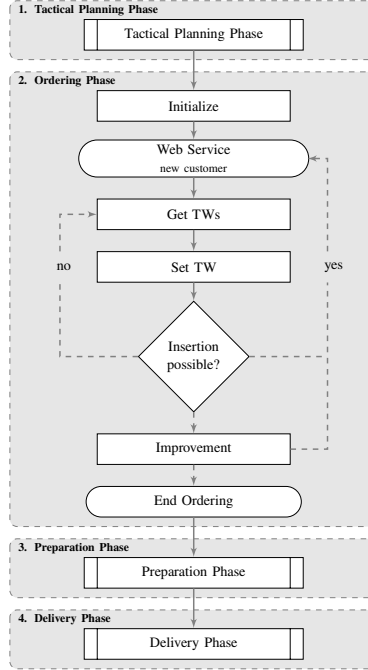 1. Tactical Planning Phase
Tactical Planning Phase
2. Ordering Phase
Initialize
Web Service
new customer
Get TWs
no
Set TW
yes
Insertion
possible?
Improvement
End Ordering
3. Preparation Phase
Preparation Phase
4. Delivery Phase
Delivery Phase